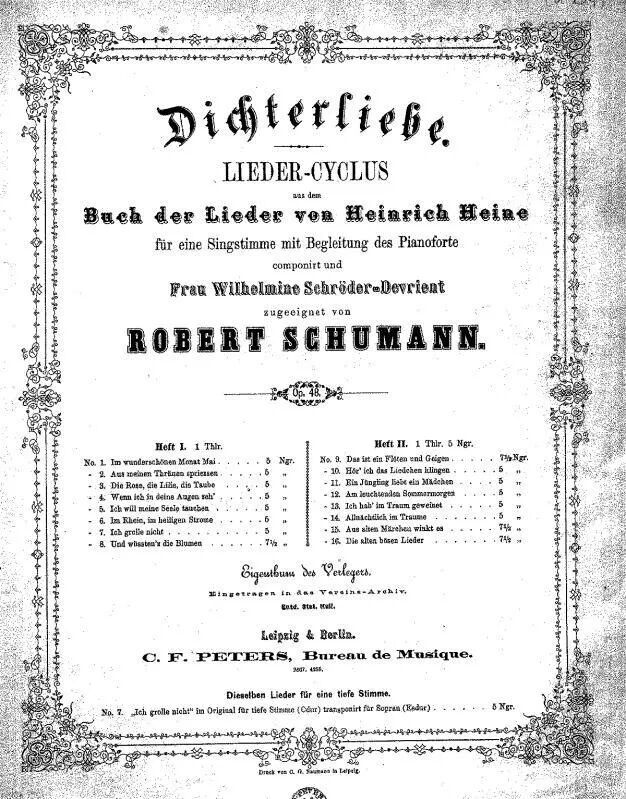 Dichterliebe.
LIEDER-CYCLUS
aus dem
Buch der Lieder von Heinrich Heine
für eine Singstimme mit Begleitung des Pianoforte
componirt und
Frau Wilhelmine Schröder-Devrient
zugeeignet von
ROBERT SCHUMANN.
Op. 48.
Heft I. 1 Thlr.
No. 1. Im wunderschönen Monat Mai . . . . . 5 Ngr.
- 2. Aus meinen Thränen spriessen . . . . 5 „
- 3. Die Rose, die Lilie, die Taube . . . . 5 „
- 4. Wenn ich in deine Augen seh' . . . . 5 „
- 5. Ich will meine Seele tauchen . . . . . 5 „
- 6. Im Rhein, im heiligen Strome . . . . 5 „
- 7. Ich grolle nicht . . . . . . . . . . 5 „
- 8. Und wüssten's die Blumen . . . . . . 7½ „
Heft II. 1 Thlr. 5 Ngr.
No. 9. Das ist ein Flöten und Geigen . . . . . 7½ Ngr.
- 10. Hör' ich das Liedchen klingen . . . . . 5 „
- 11. Ein Jüngling liebt ein Mädchen . . . . 5 „
- 12. Am leuchtenden Sommermorgen . . . . 5 „
- 13. Ich hab' im Traum geweinet . . . . . 5 „
- 14. Allnächtlich im Traume . . . . . . 5 „
- 15. Aus alten Märchen winkt es . . . . . 7½ „
- 16. Die alten bösen Lieder . . . . . . . 7½ „
Eigenthum des Verlegers.
Eingetragen in das Vereins-Archiv.
Entd. Stat. Hall.
Leipzig & Berlin.
C. F. PETERS, Bureau de Musique.
Dieselben Lieder für eine tiefe Stimme.
No. 7. „Ich grolle nicht" im Original für tiefe Stimme (Cdur) transponirt für Sopran (Esdur) . . . . . . 5 Ngr.
Druck von C. G. Naumann in Leipzig.